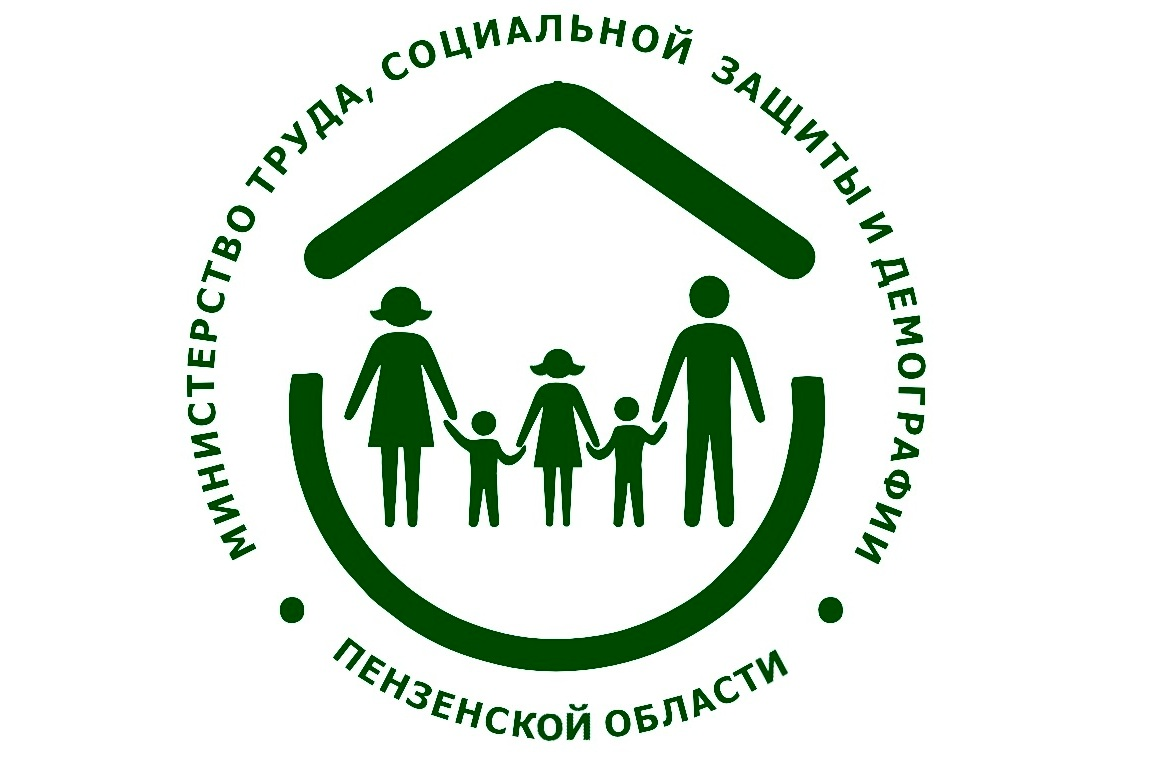 МИНИСТЕРСТВО ТРУДА, СОЦИАЛЬНОЙ ЗАЩИТЫ И ДЕМОГРАФИИ
ПЕНЗЕНСКОЙ ОБЛАСТИ